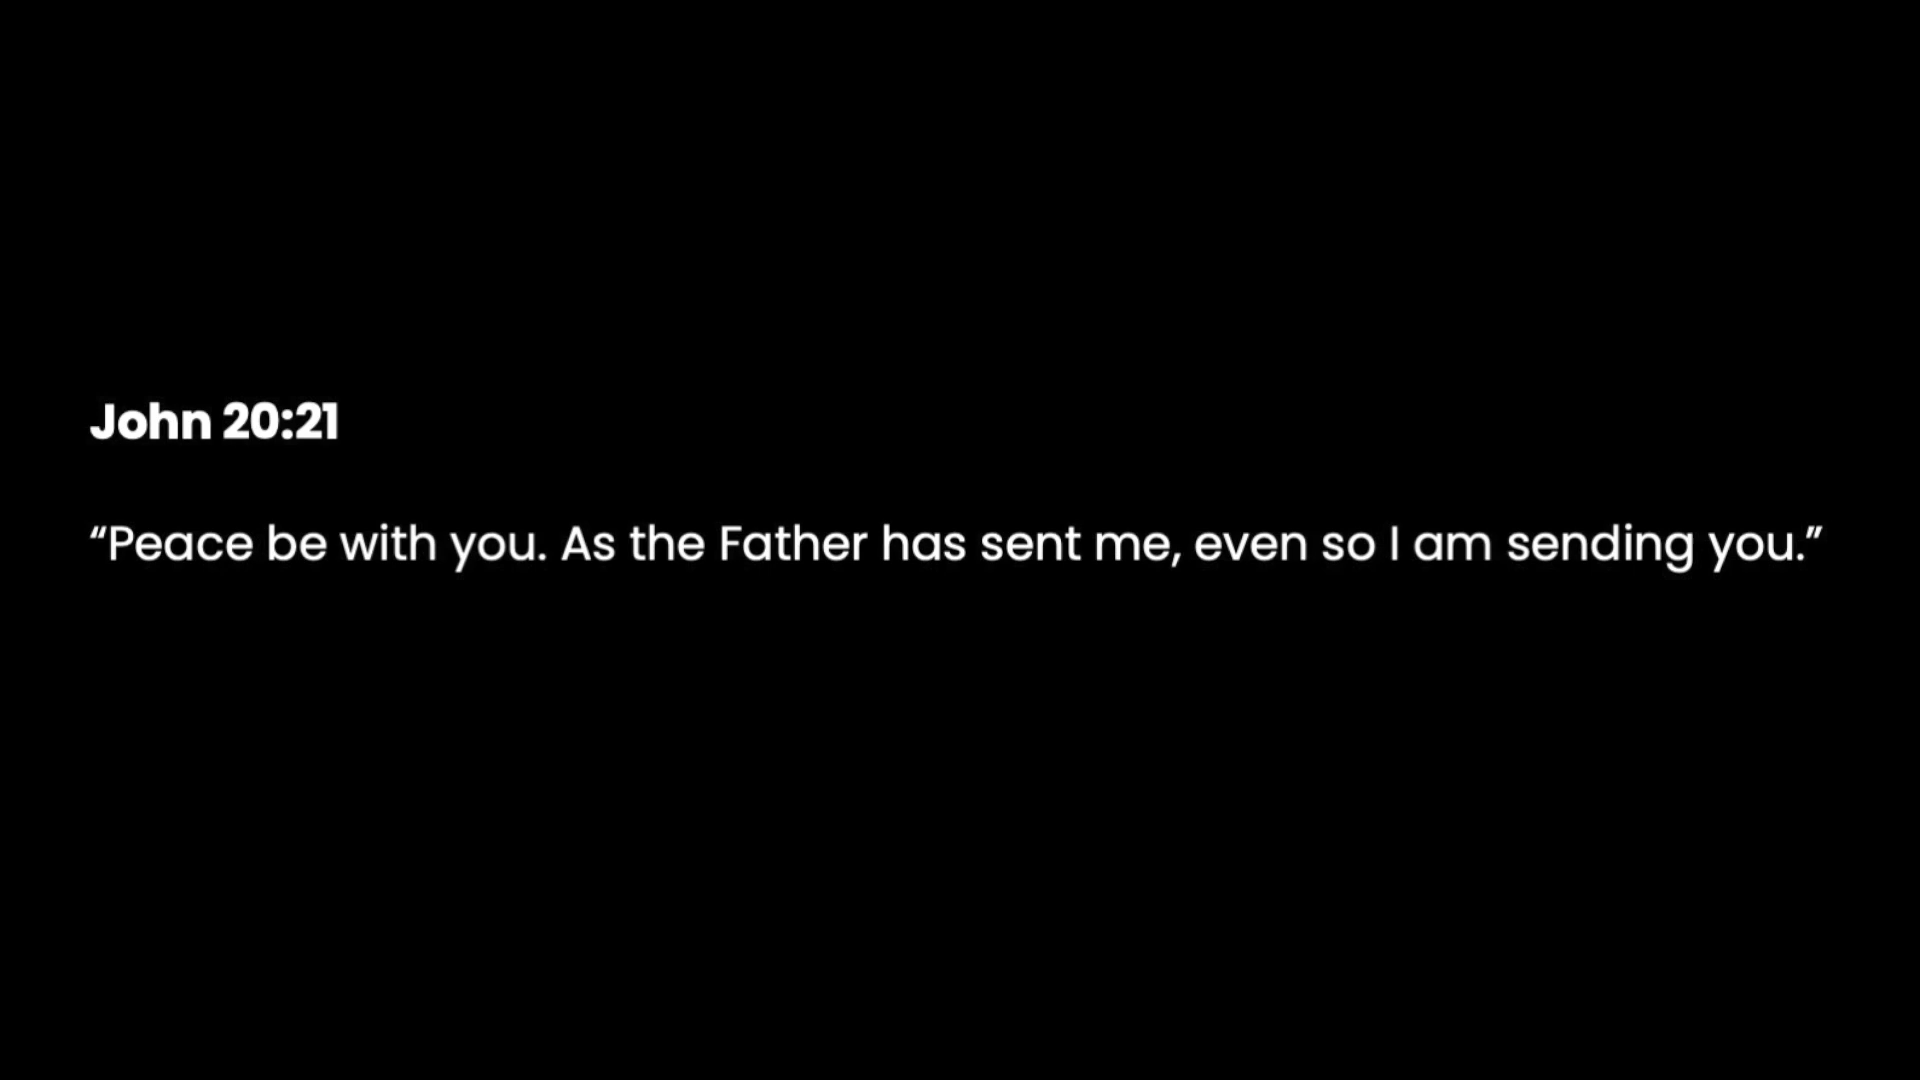 John 20:21
“Peace be with you. As the Father has sent me, even so I am sending you.”